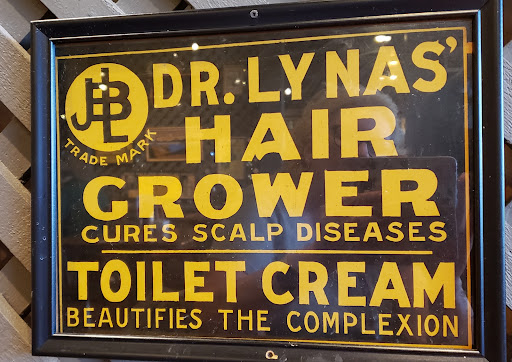 JBL
TRADE MARK
DR. LYNAS'
HAIR
GROWER
CURES SCALP DISEASES
TOILET CREAM
BEAUTIFIES THE COMPLEXION